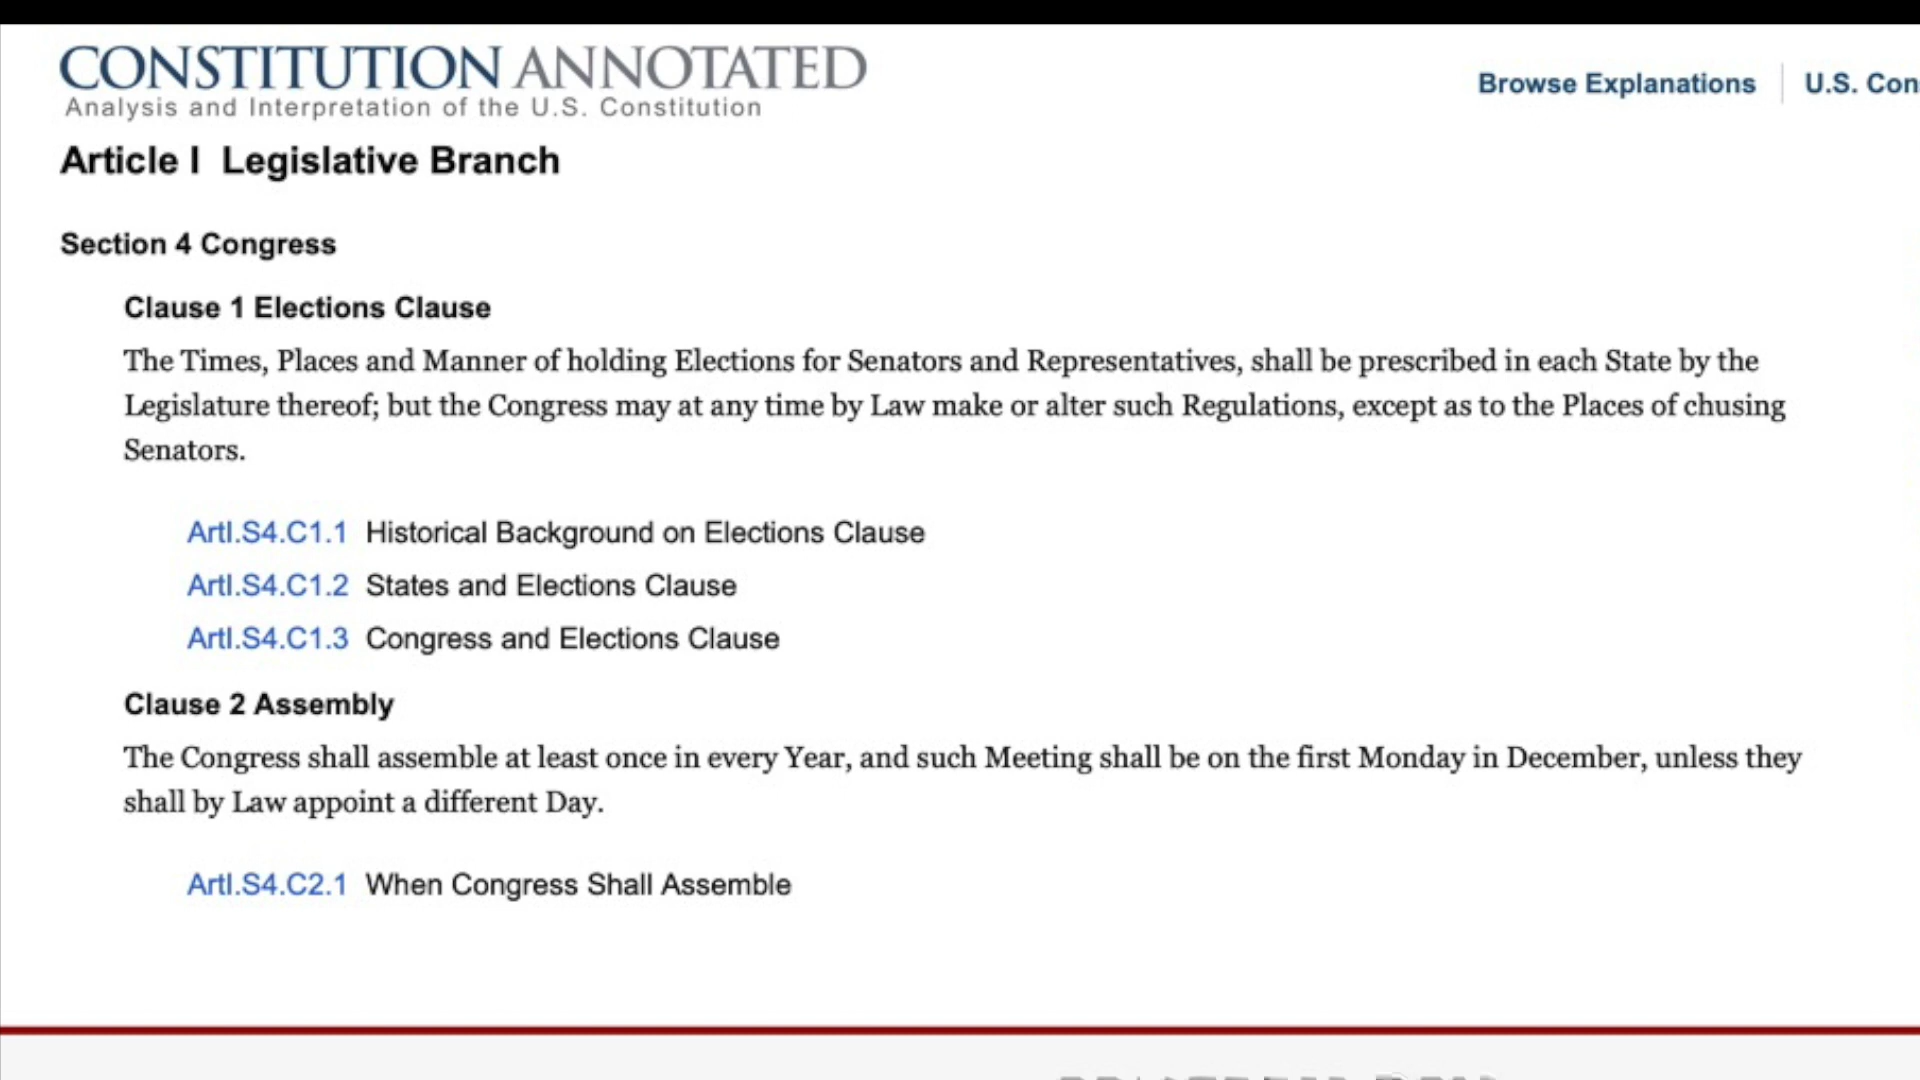 CONSTITUTION ANNOTATED
Analysis and Interpretation of the U.S. Constitution
Browse Explanations
U.S. Con
Article I Legislative Branch
Section 4 Congress
Clause 1 Elections Clause
The Times, Places and Manner of holding Elections for Senators and Representatives, shall be prescribed in each State by the
Legislature thereof; but the Congress may at any time by Law make or alter such Regulations, except as to the Places of chusing
Senators.
ArtI.S4.C1.1 Historical Background on Elections Clause
ArtI.S4.C1.2 States and Elections Clause
ArtI.S4.C1.3 Congress and Elections Clause
Clause 2 Assembly
The Congress shall assemble at least once in every Year, and such Meeting shall be on the first Monday in December, unless they
shall by Law appoint a different Day.
ArtI.S4.C2.1 When Congress Shall Assemble